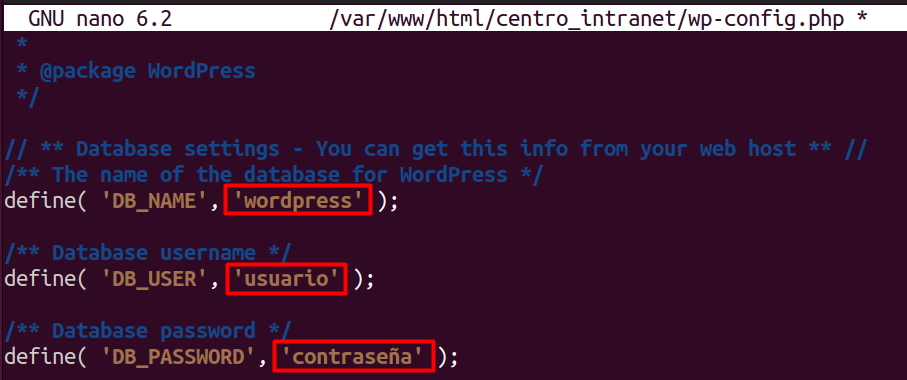 GNU nano 6.2 /var/www/html/centro_intranet/wp-config.php *
*
* @package WordPress
*/
// ** Database settings - You can get this info from your web host ** //
/** The name of the database for WordPress */
define( 'DB_NAME', 'wordpress' );
/** Database username */
define( 'DB_USER', 'usuario' );
/** Database password */
define( 'DB_PASSWORD', 'contraseña' );